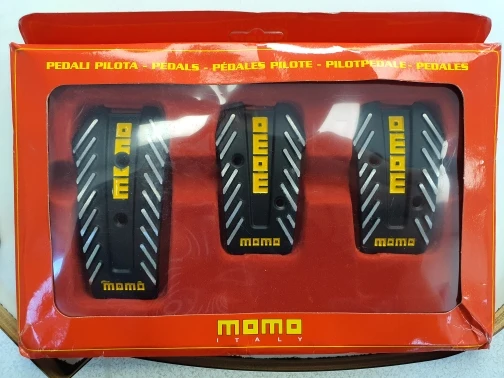 PEDALI PILOTA - PEDALS - PÉDALES PILOTE - PILOTPEDALE - PEDALES
MOMO
MOMO
MOMO
momo
momo
momo
momo
ITALY